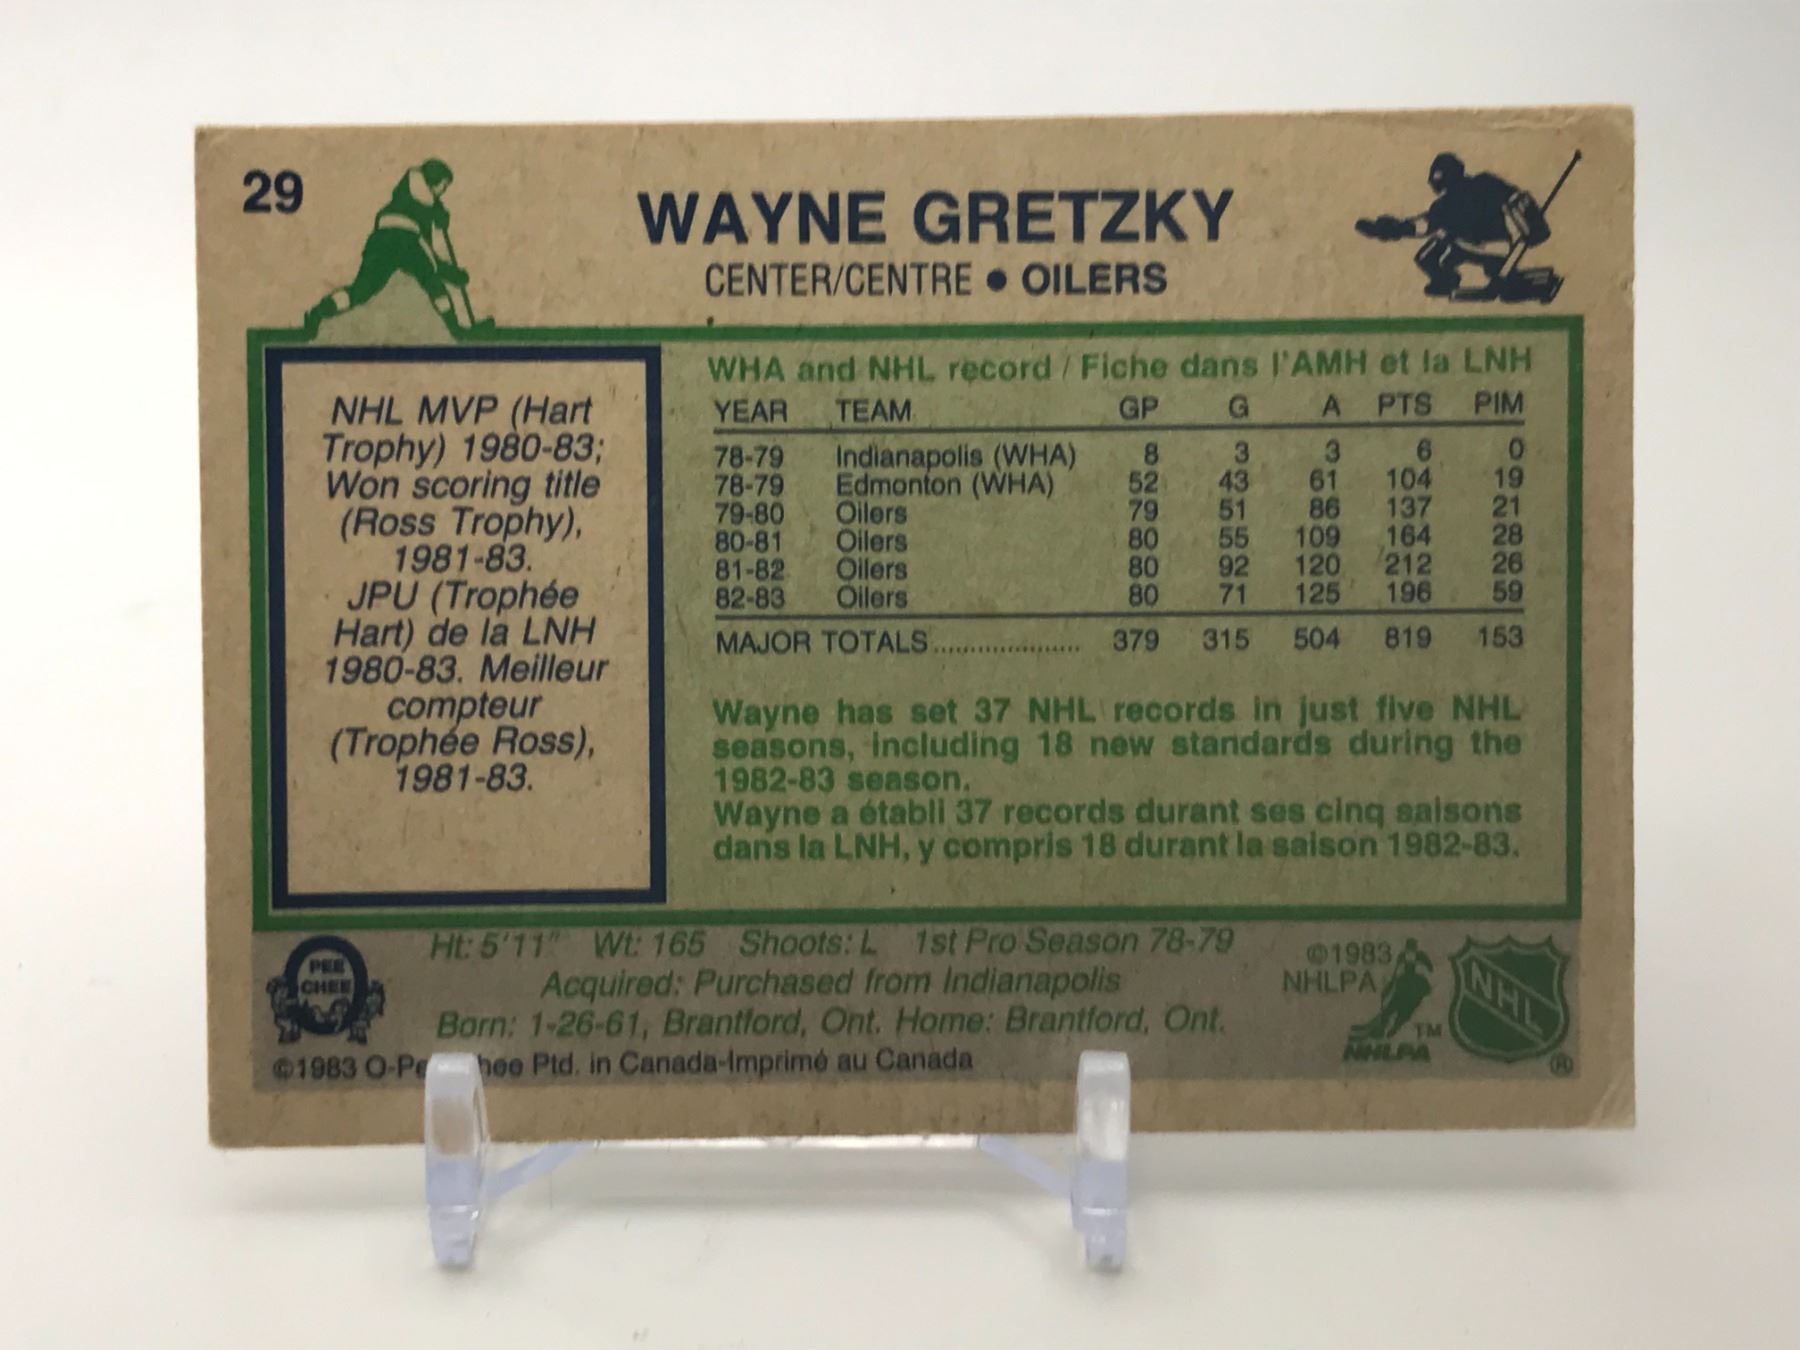 29
WAYNE GRETZKY
CENTER/CENTRE • OILERS
NHL MVP (Hart
Trophy) 1980-83;
Won scoring title
(Ross Trophy),
1981-83.
JPU (Trophée
Hart) de la LNH
1980-83. Meilleur
compteur
(Trophée Ross),
1981-83.
WHA and NHL record / Fiche dans l'AMH et la LNH
YEAR TEAM GP G A PTS PIM
78-79 Indianapolis (WHA) 8 3 3 6 0
78-79 Edmonton (WHA) 52 43 61 104 19
79-80 Oilers 79 51 86 137 21
80-81 Oilers 80 55 109 164 28
81-82 Oilers 80 92 120 212 26
82-83 Oilers 80 71 125 196 59
MAJOR TOTALS..................... 379 315 504 819 153
Wayne has set 37 NHL records in just five NHL
seasons, including 18 new standards during the
1982-83 season.
Wayne a établi 37 records durant ses cinq saisons
dans la LNH, y compris 18 durant la saison 1982-83.
PEE
CHEE
Ht: 5'11" Wt: 165 Shoots: L 1st Pro Season 78-79
Acquired: Purchased from Indianapolis
Born: 1-26-61, Brantford, Ont. Home: Brantford, Ont.
©1983 O-Pee Chee Ptd. in Canada-Imprimé au Canada
©1983
NHLPA
TM
NHLPA
NHL
®